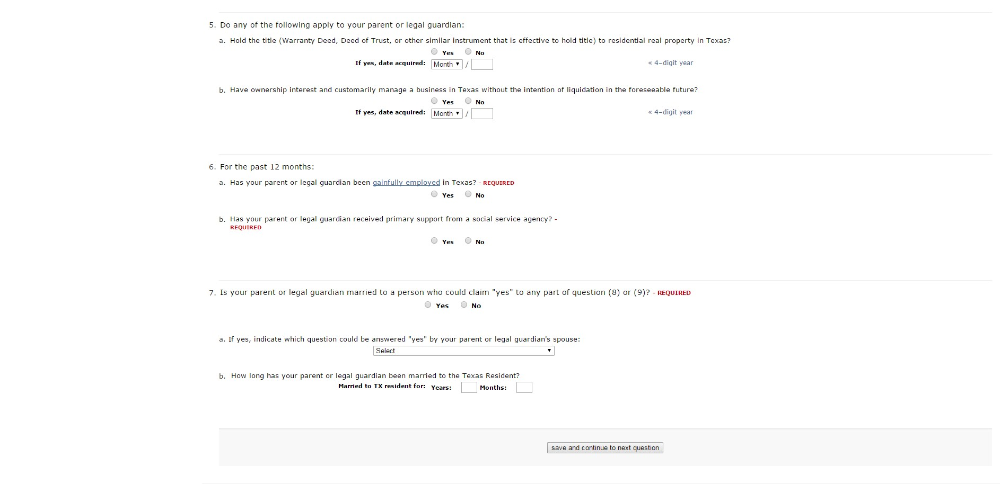 5. Do any of the following apply to your parent or legal guardian:
a. Hold the title (Warranty Deed, Deed of Trust, or other similar instrument that is effective to hold title) to residential real property in Texas?
Yes No
If yes, date acquired: Month ▼ / « 4-digit year
b. Have ownership interest and customarily manage a business in Texas without the intention of liquidation in the foreseeable future?
Yes No
If yes, date acquired: Month ▼ / « 4-digit year
6. For the past 12 months:
a. Has your parent or legal guardian been gainfully employed in Texas? - REQUIRED
Yes No
b. Has your parent or legal guardian received primary support from a social service agency? -
REQUIRED
Yes No
7. Is your parent or legal guardian married to a person who could claim "yes" to any part of question (8) or (9)? - REQUIRED
Yes No
a. If yes, indicate which question could be answered "yes" by your parent or legal guardian's spouse:
Select ▼
b. How long has your parent or legal guardian been married to the Texas Resident?
Married to TX resident for: Years: Months:
save and continue to next question